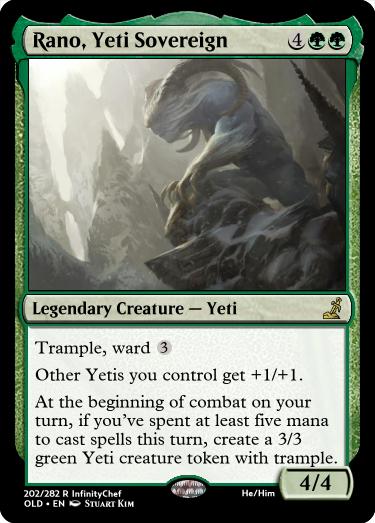 Rano, Yeti Sovereign 4
Legendary Creature — Yeti
Trample, ward 3
Other Yetis you control get +1/+1.
At the beginning of combat on your
turn, if you've spent at least five mana
to cast spells this turn, create a 3/3
green Yeti creature token with trample.
4/4
202/282 R InfinityChef He/Him
OLD • EN Stuart Kim